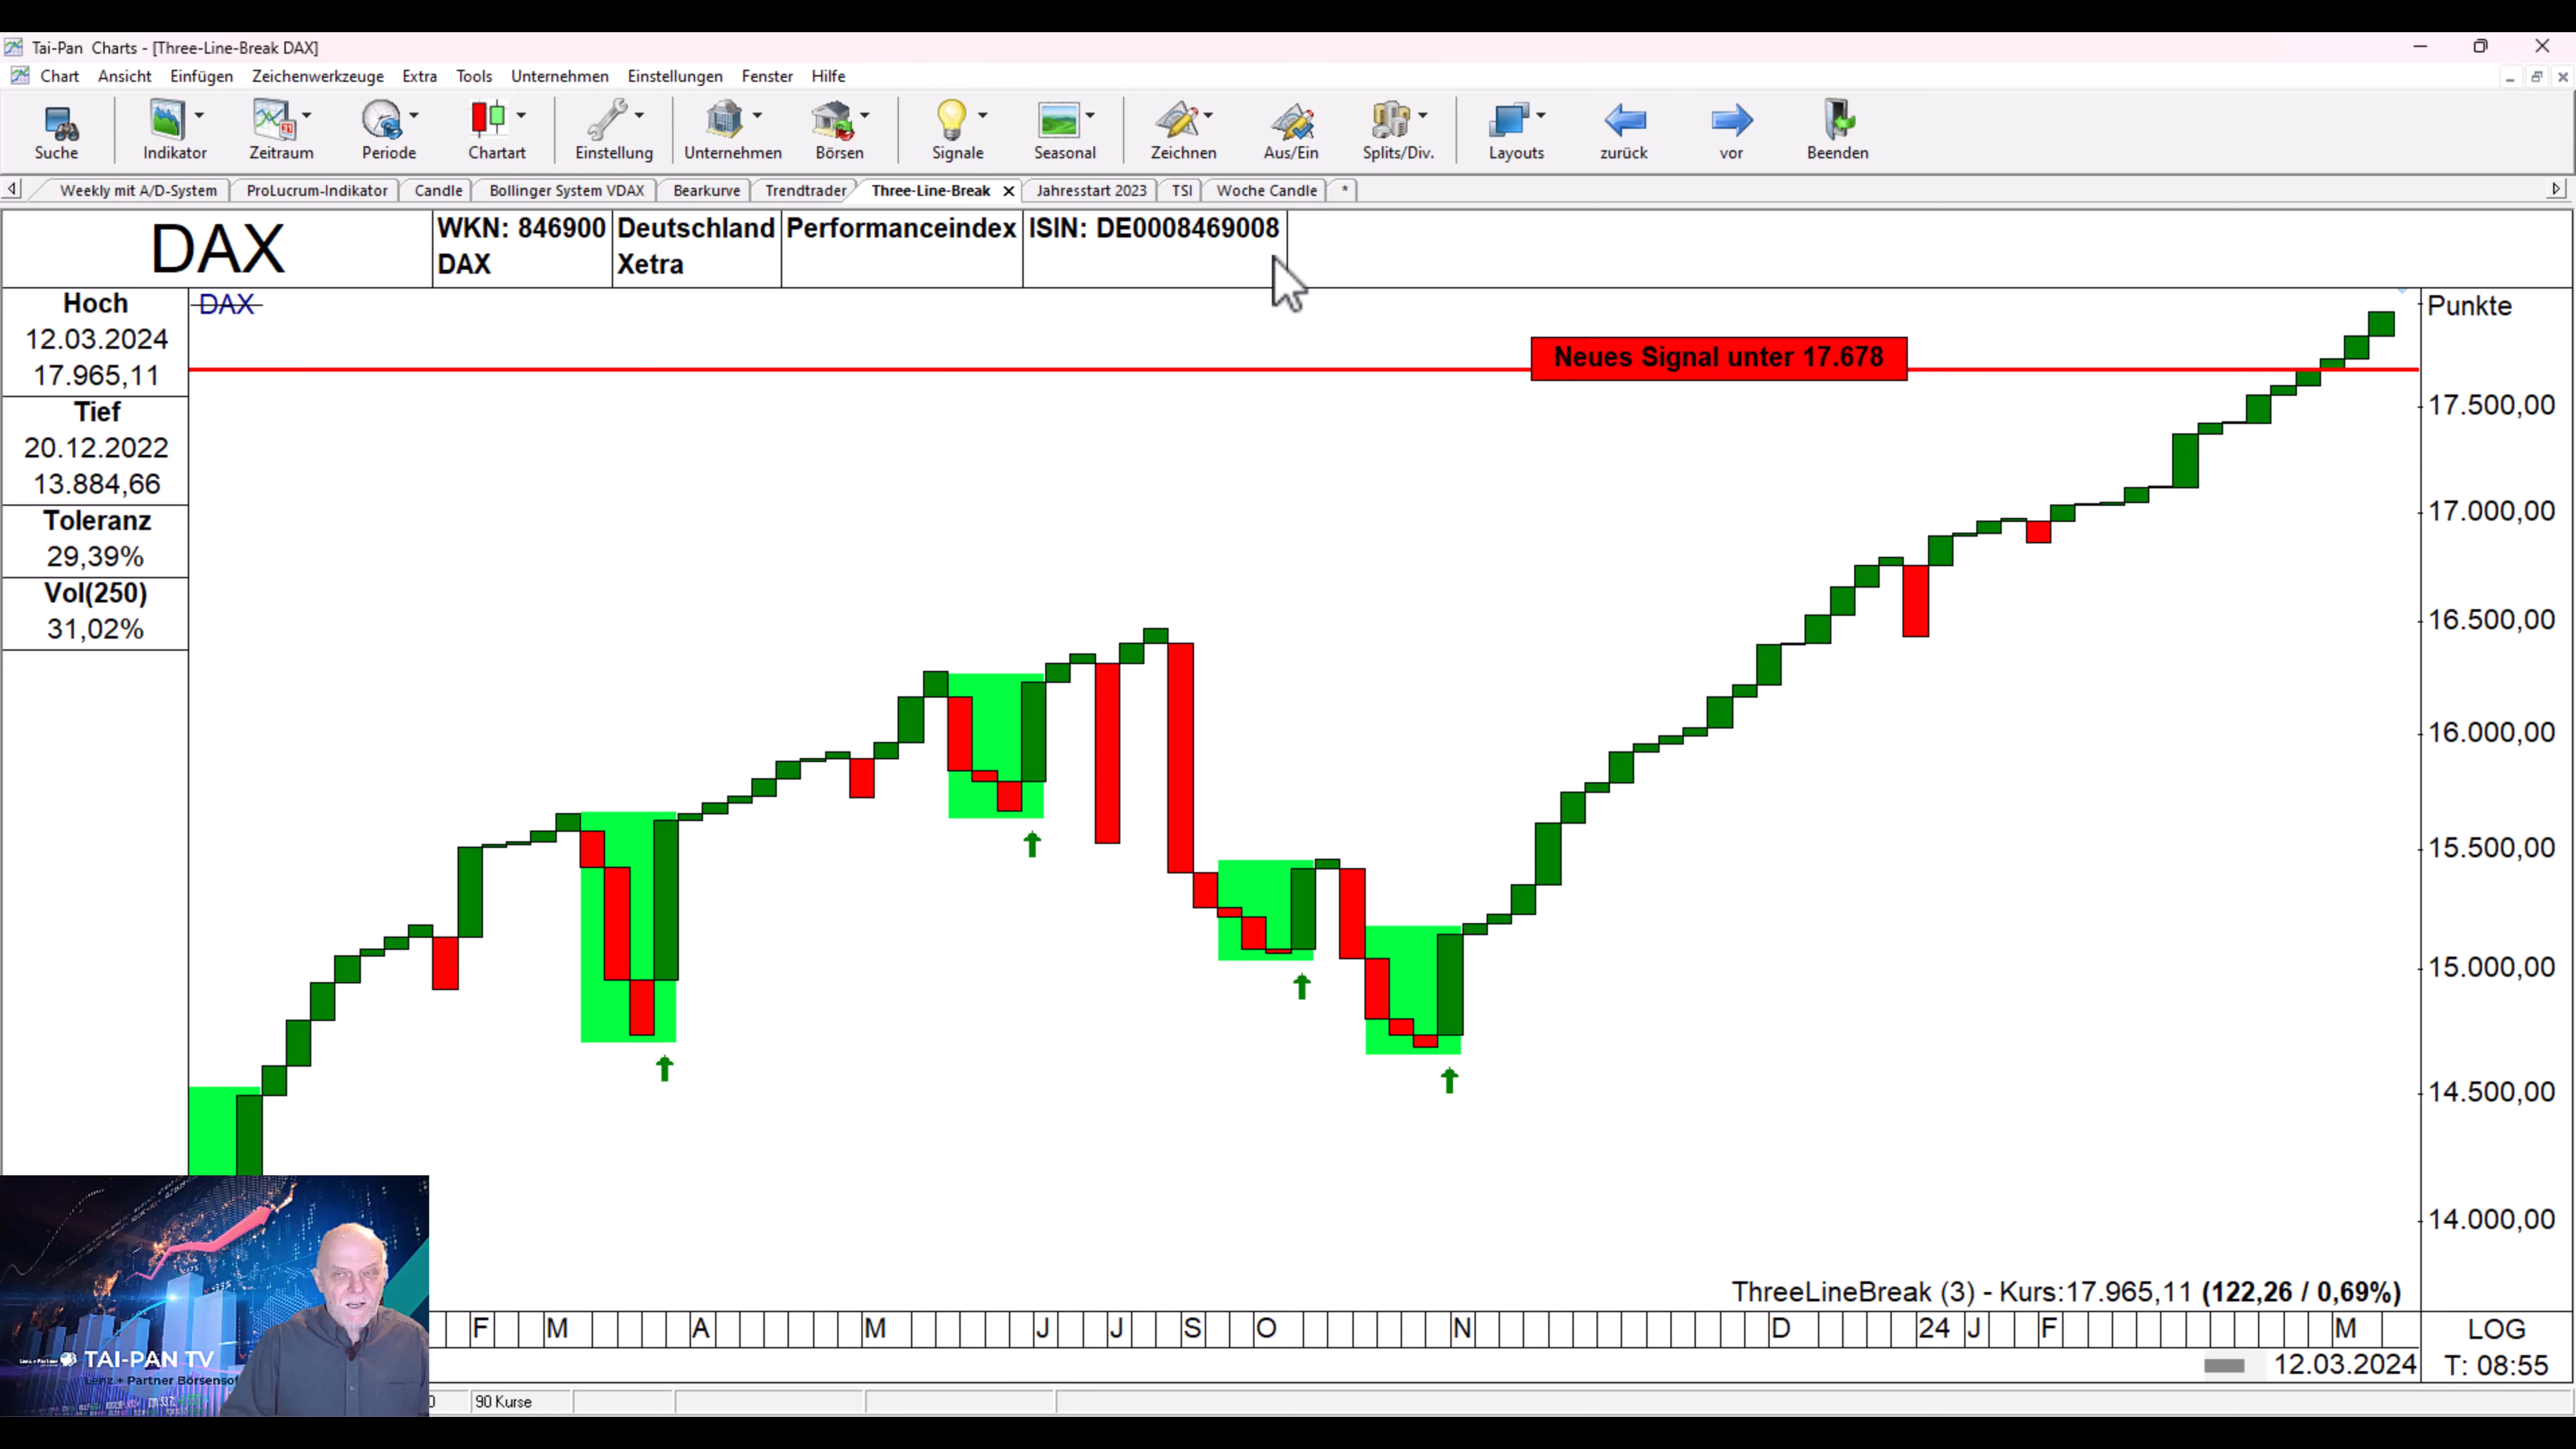 Tai-Pan Charts - [Three-Line-Break DAX]
Chart Ansicht Einfügen Zeichenwerkzeuge Extra Tools Unternehmen Einstellungen Fenster Hilfe
Suche Indikator Zeitraum Periode Chartart Einstellung Unternehmen Börsen Signale Seasonal Zeichnen Aus/Ein Splits/Div. Layouts zurück vor Beenden
Weekly mit A/D-System ProLucrum-Indikator Candle Bollinger System VDAX Bearkurve Trendtrader Three-Line-Break Jahresstart 2023 TSI Woche Candle *
DAX
WKN: 846900 Deutschland Performanceindex ISIN: DE0008469008
DAX Xetra
Hoch
12.03.2024
17.965,11
Tief
20.12.2022
13.884,66
Toleranz
29,39%
Vol(250)
31,02%
DAX
Neues Signal unter 17.678
Punkte
17.500,00
17.000,00
16.500,00
16.000,00
15.500,00
15.000,00
14.500,00
14.000,00
ThreeLineBreak (3) - Kurs:17.965,11 (122,26 / 0,69%)
F M A M J J S O N D 24 J F M
LOG
12.03.2024
T: 08:55
TAI-PAN TV
Lenz + Partner
90 Kurse